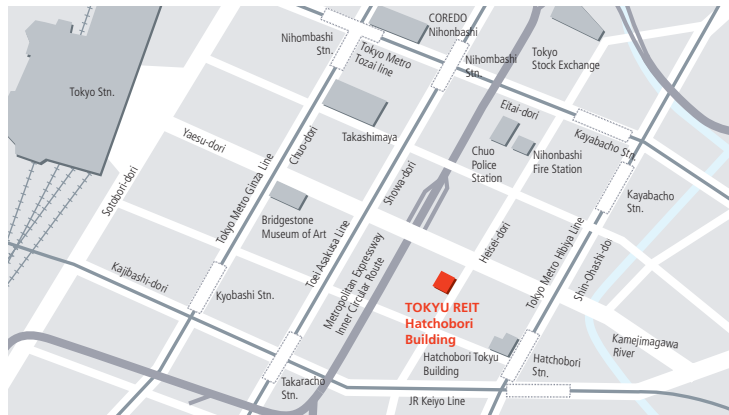 COREDO
Nihonbashi
Nihombashi
Stn.
Tokyo Metro
Tozai line
Nihombashi
Stn.
Tokyo
Stock Exchange
Tokyo Stn.
Eitai-dori
Kayabacho Stn.
Yaesu-dori
Chuo-dori
Takashimaya
Chuo
Police
Station
Nihonbashi
Fire Station
Sotobori-dori
Tokyo Metro Ginza Line
Showa-dori
Kayabacho
Stn.
Bridgestone
Museum of Art
Toei Asakusa Line
Metropolitan Expressway
Inner Circular Route
Heisei-dori
Tokyo Metro Hibiya Line
Shin-Ohashi-do
Kajibashi-dori
Kyobashi Stn.
TOKYU REIT
Hatchobori
Building
Kamejimagawa
River
Hatchobori Tokyu
Building
Hatchobori
Stn.
Takaracho
Stn.
JR Keiyo Line